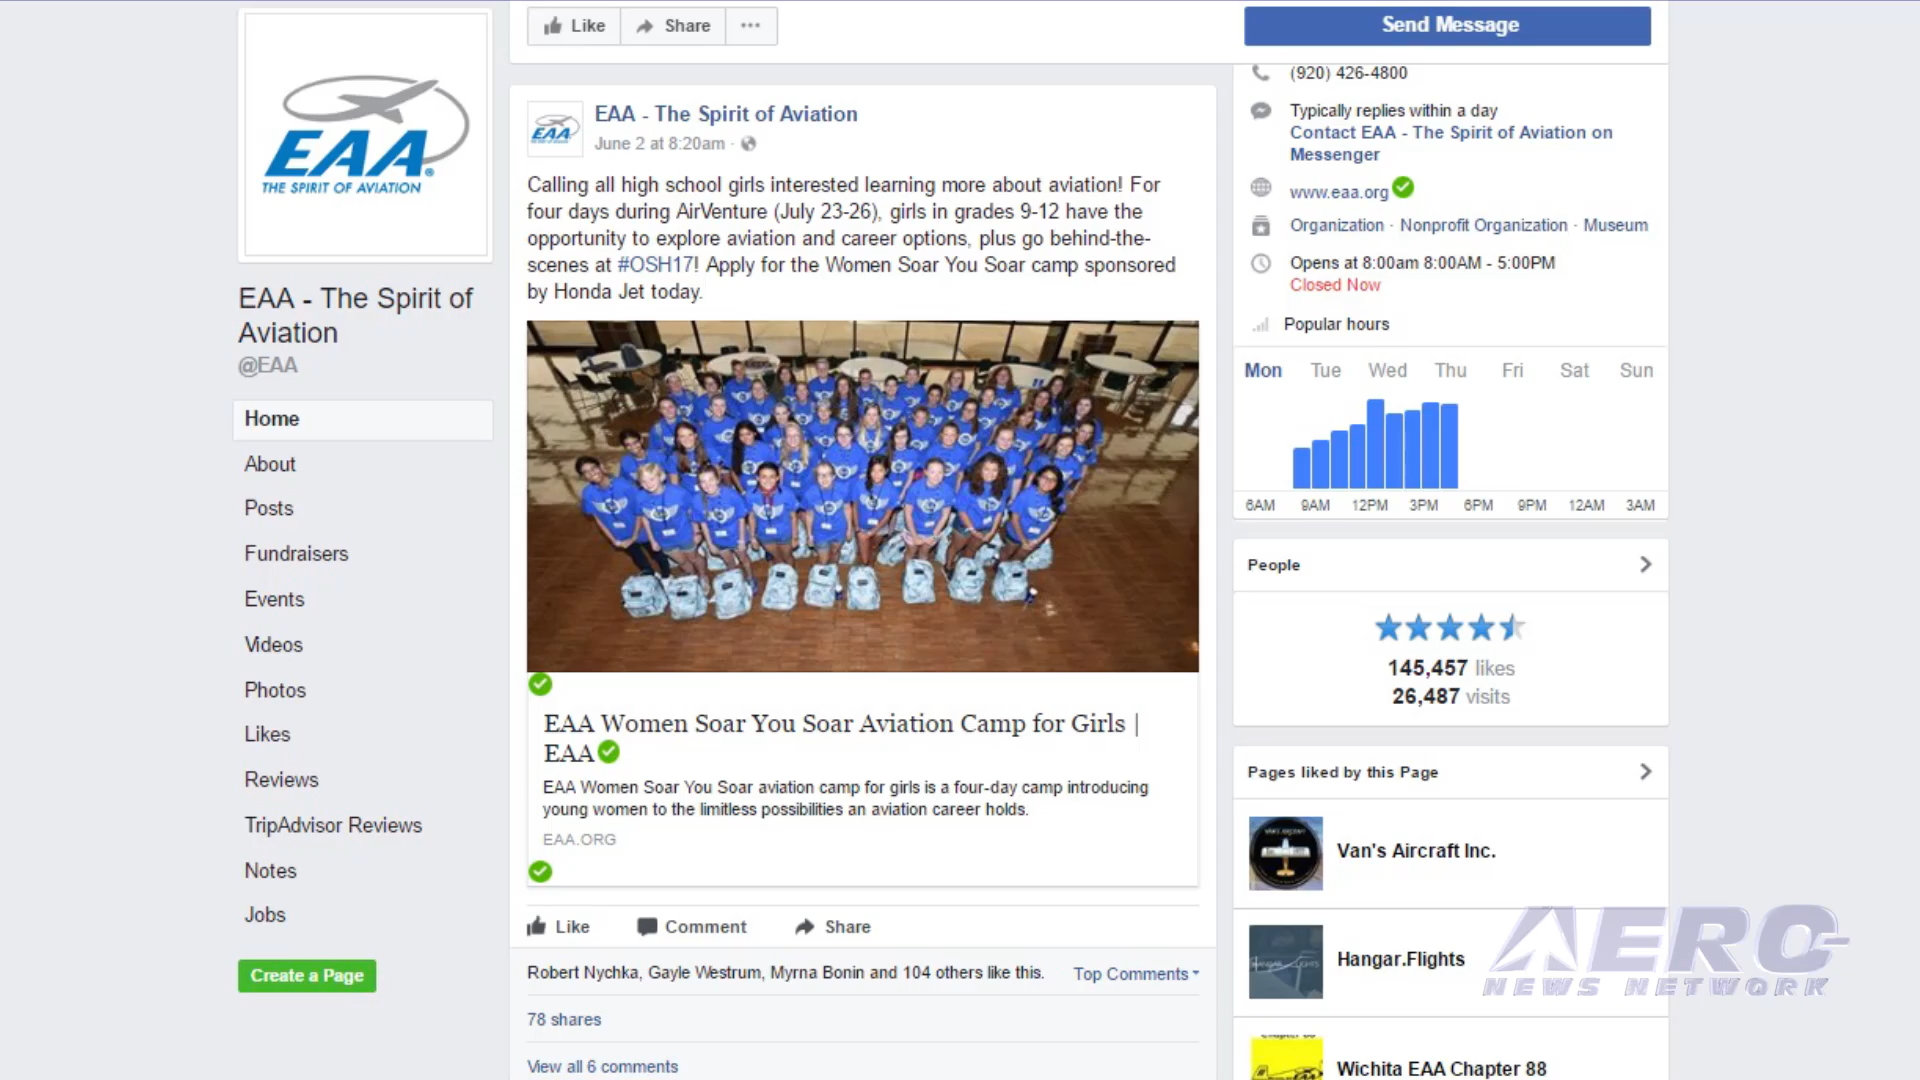 Like
Share
Send Message
EAA
THE SPIRIT OF AVIATION
EAA - The Spirit of
Aviation
@EAA
Home
About
Posts
Fundraisers
Events
Videos
Photos
Likes
Reviews
TripAdvisor Reviews
Notes
Jobs
Create a Page
EAA
EAA - The Spirit of Aviation
June 2 at 8:20am ·
Calling all high school girls interested learning more about aviation! For
four days during AirVenture (July 23-26), girls in grades 9-12 have the
opportunity to explore aviation and career options, plus go behind-the-
scenes at #OSH17! Apply for the Women Soar You Soar camp sponsored
by Honda Jet today.
EAA Women Soar You Soar Aviation Camp for Girls |
EAA
EAA Women Soar You Soar aviation camp for girls is a four-day camp introducing
young women to the limitless possibilities an aviation career holds.
EAA.ORG
Like
Comment
Share
Robert Nychka, Gayle Westrum, Myrna Bonin and 104 others like this.
Top Comments
78 shares
View all 6 comments
(920) 426-4800
Typically replies within a day
Contact EAA - The Spirit of Aviation on
Messenger
www.eaa.org
Organization · Nonprofit Organization · Museum
Opens at 8:00am 8:00AM - 5:00PM
Closed Now
Popular hours
Mon Tue Wed Thu Fri Sat Sun
6AM 9AM 12PM 3PM 6PM 9PM 12AM 3AM
People
145,457 likes
26,487 visits
Pages liked by this Page
Van's Aircraft Inc.
Hangar.Flights
Wichita EAA Chapter 88
AERO-
NEWS NETWORK